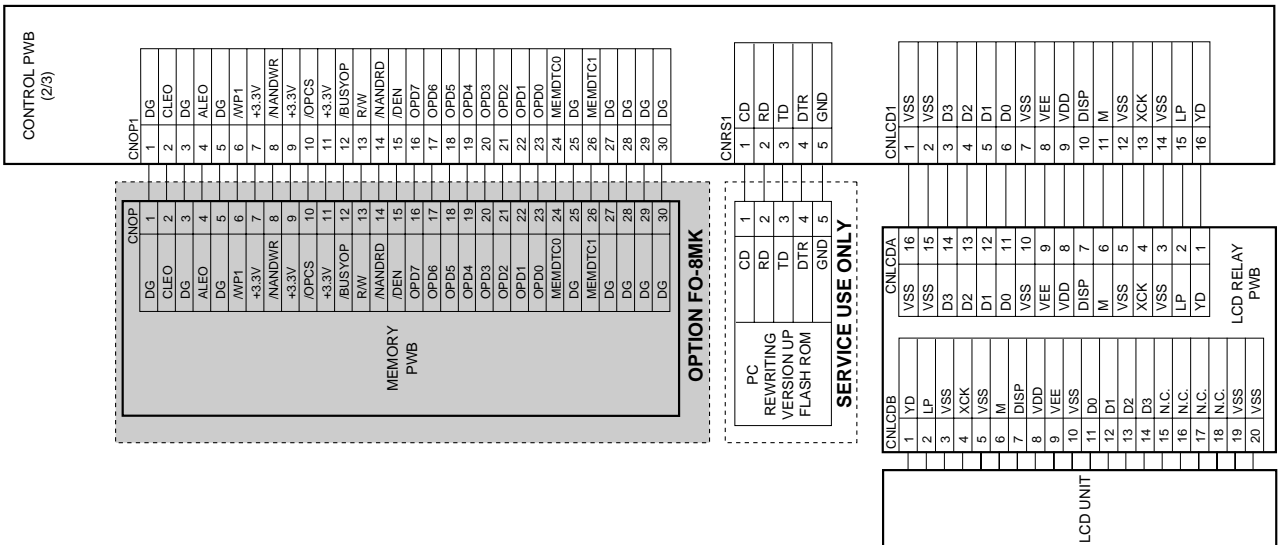 CONTROL PWB
(2/3)
CNOP1
1 DG
2 CLEO
3 DG
4 ALEO
5 DG
6 /WP1
7 +3.3V
8 /NANDWR
9 +3.3V
10 /OPCS
11 +3.3V
12 /BUSYOP
13 R/W
14 /NANDRD
15 /DEN
16 OPD7
17 OPD6
18 OPD5
19 OPD4
20 OPD3
21 OPD2
22 OPD1
23 OPD0
24 MEMDTC0
25 DG
26 MEMDTC1
27 DG
28 DG
29 DG
30 DG
CNRS1
1 CD
2 RD
3 TD
4 DTR
5 GND
CNLCD1
1 VSS
2 VSS
3 D3
4 D2
5 D1
6 D0
7 VSS
8 VEE
9 VDD
10 DISP
11 M
12 VSS
13 XCK
14 VSS
15 LP
16 YD
CNOP
DG 1
CLEO 2
DG 3
ALEO 4
DG 5
/WP1 6
+3.3V 7
/NANDWR 8
+3.3V 9
/OPCS 10
+3.3V 11
/BUSYOP 12
R/W 13
/NANDRD 14
/DEN 15
OPD7 16
OPD6 17
OPD5 18
OPD4 19
OPD3 20
OPD2 21
OPD1 22
OPD0 23
MEMDTC0 24
DG 25
MEMDTC1 26
DG 27
DG 28
DG 29
DG 30
MEMORY
PWB
OPTION FO-8MK
CD 1
RD 2
TD 3
DTR 4
GND 5
PC
REWRITING
VERSION UP
FLASH ROM
SERVICE USE ONLY
CNLCDA
VSS 16
VSS 15
D3 14
D2 13
D1 12
D0 11
VSS 10
VEE 9
VDD 8
DISP 7
M 6
VSS 5
XCK 4
VSS 3
LP 2
YD 1
LCD RELAY
PWB
CNLCDB
1 YD
2 LP
3 VSS
4 XCK
5 VSS
6 M
7 DISP
8 VDD
9 VEE
10 VSS
11 D0
12 D1
13 D2
14 D3
15 N.C.
16 N.C.
17 N.C.
18 N.C.
19 VSS
20 VSS
LCD UNIT